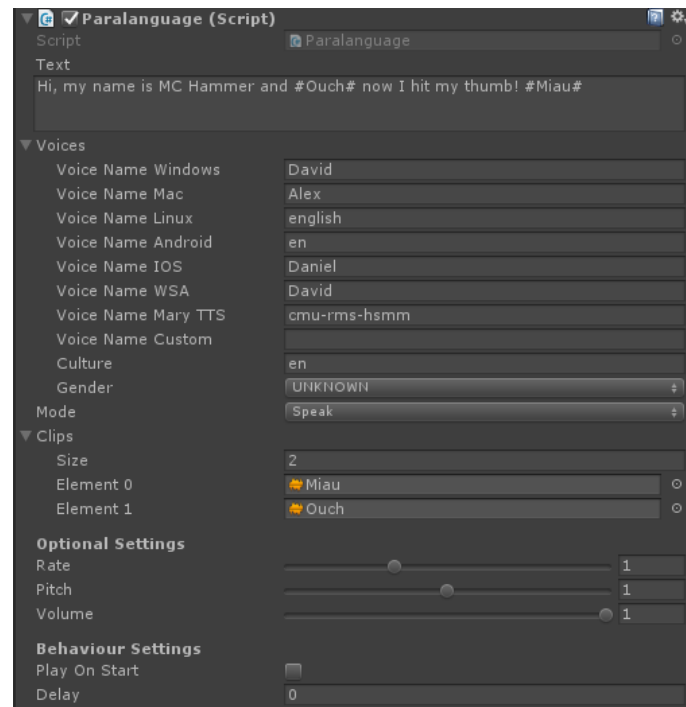 Paralanguage (Script)
Script Paralanguage
Text
Hi, my name is MC Hammer and #Ouch# now I hit my thumb! #Miau#
Voices
Voice Name Windows David
Voice Name Mac Alex
Voice Name Linux english
Voice Name Android en
Voice Name IOS Daniel
Voice Name WSA David
Voice Name Mary TTS cmu-rms-hsmm
Voice Name Custom
Culture en
Gender UNKNOWN
Mode Speak
Clips
Size 2
Element 0 Miau
Element 1 Ouch
Optional Settings
Rate 1
Pitch 1
Volume 1
Behaviour Settings
Play On Start
Delay 0